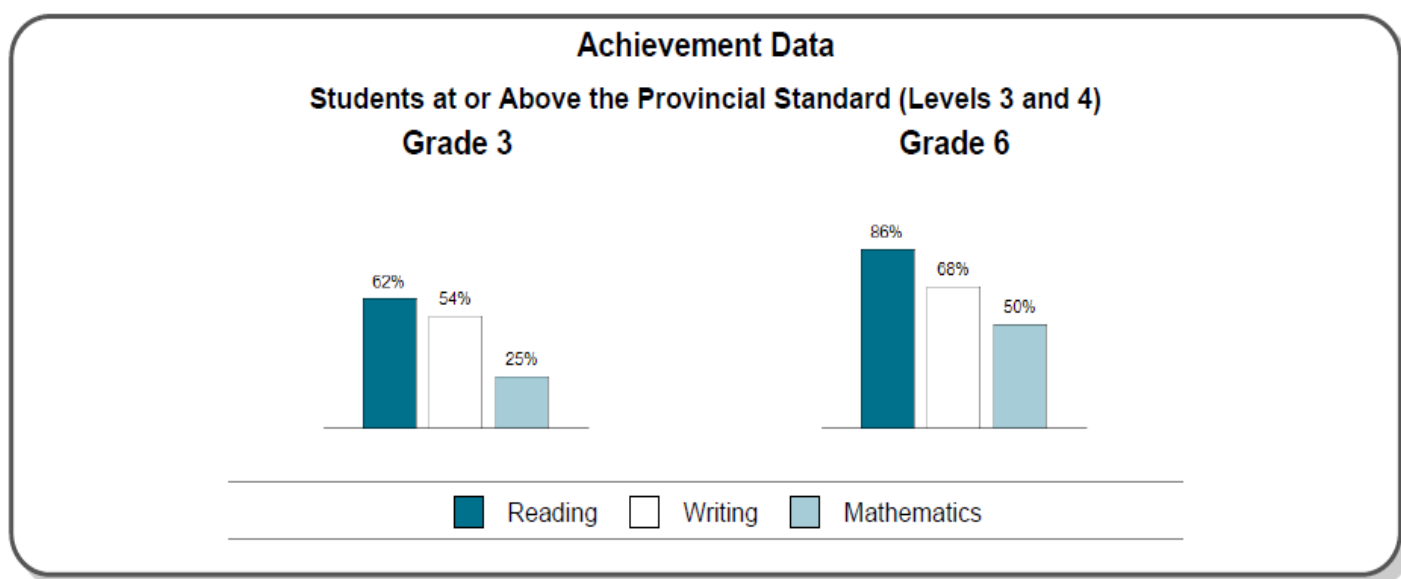 Achievement Data
Students at or Above the Provincial Standard (Levels 3 and 4)
Grade 3 Grade 6
86%
62% 68%
54% 50%
25%
Reading Writing Mathematics